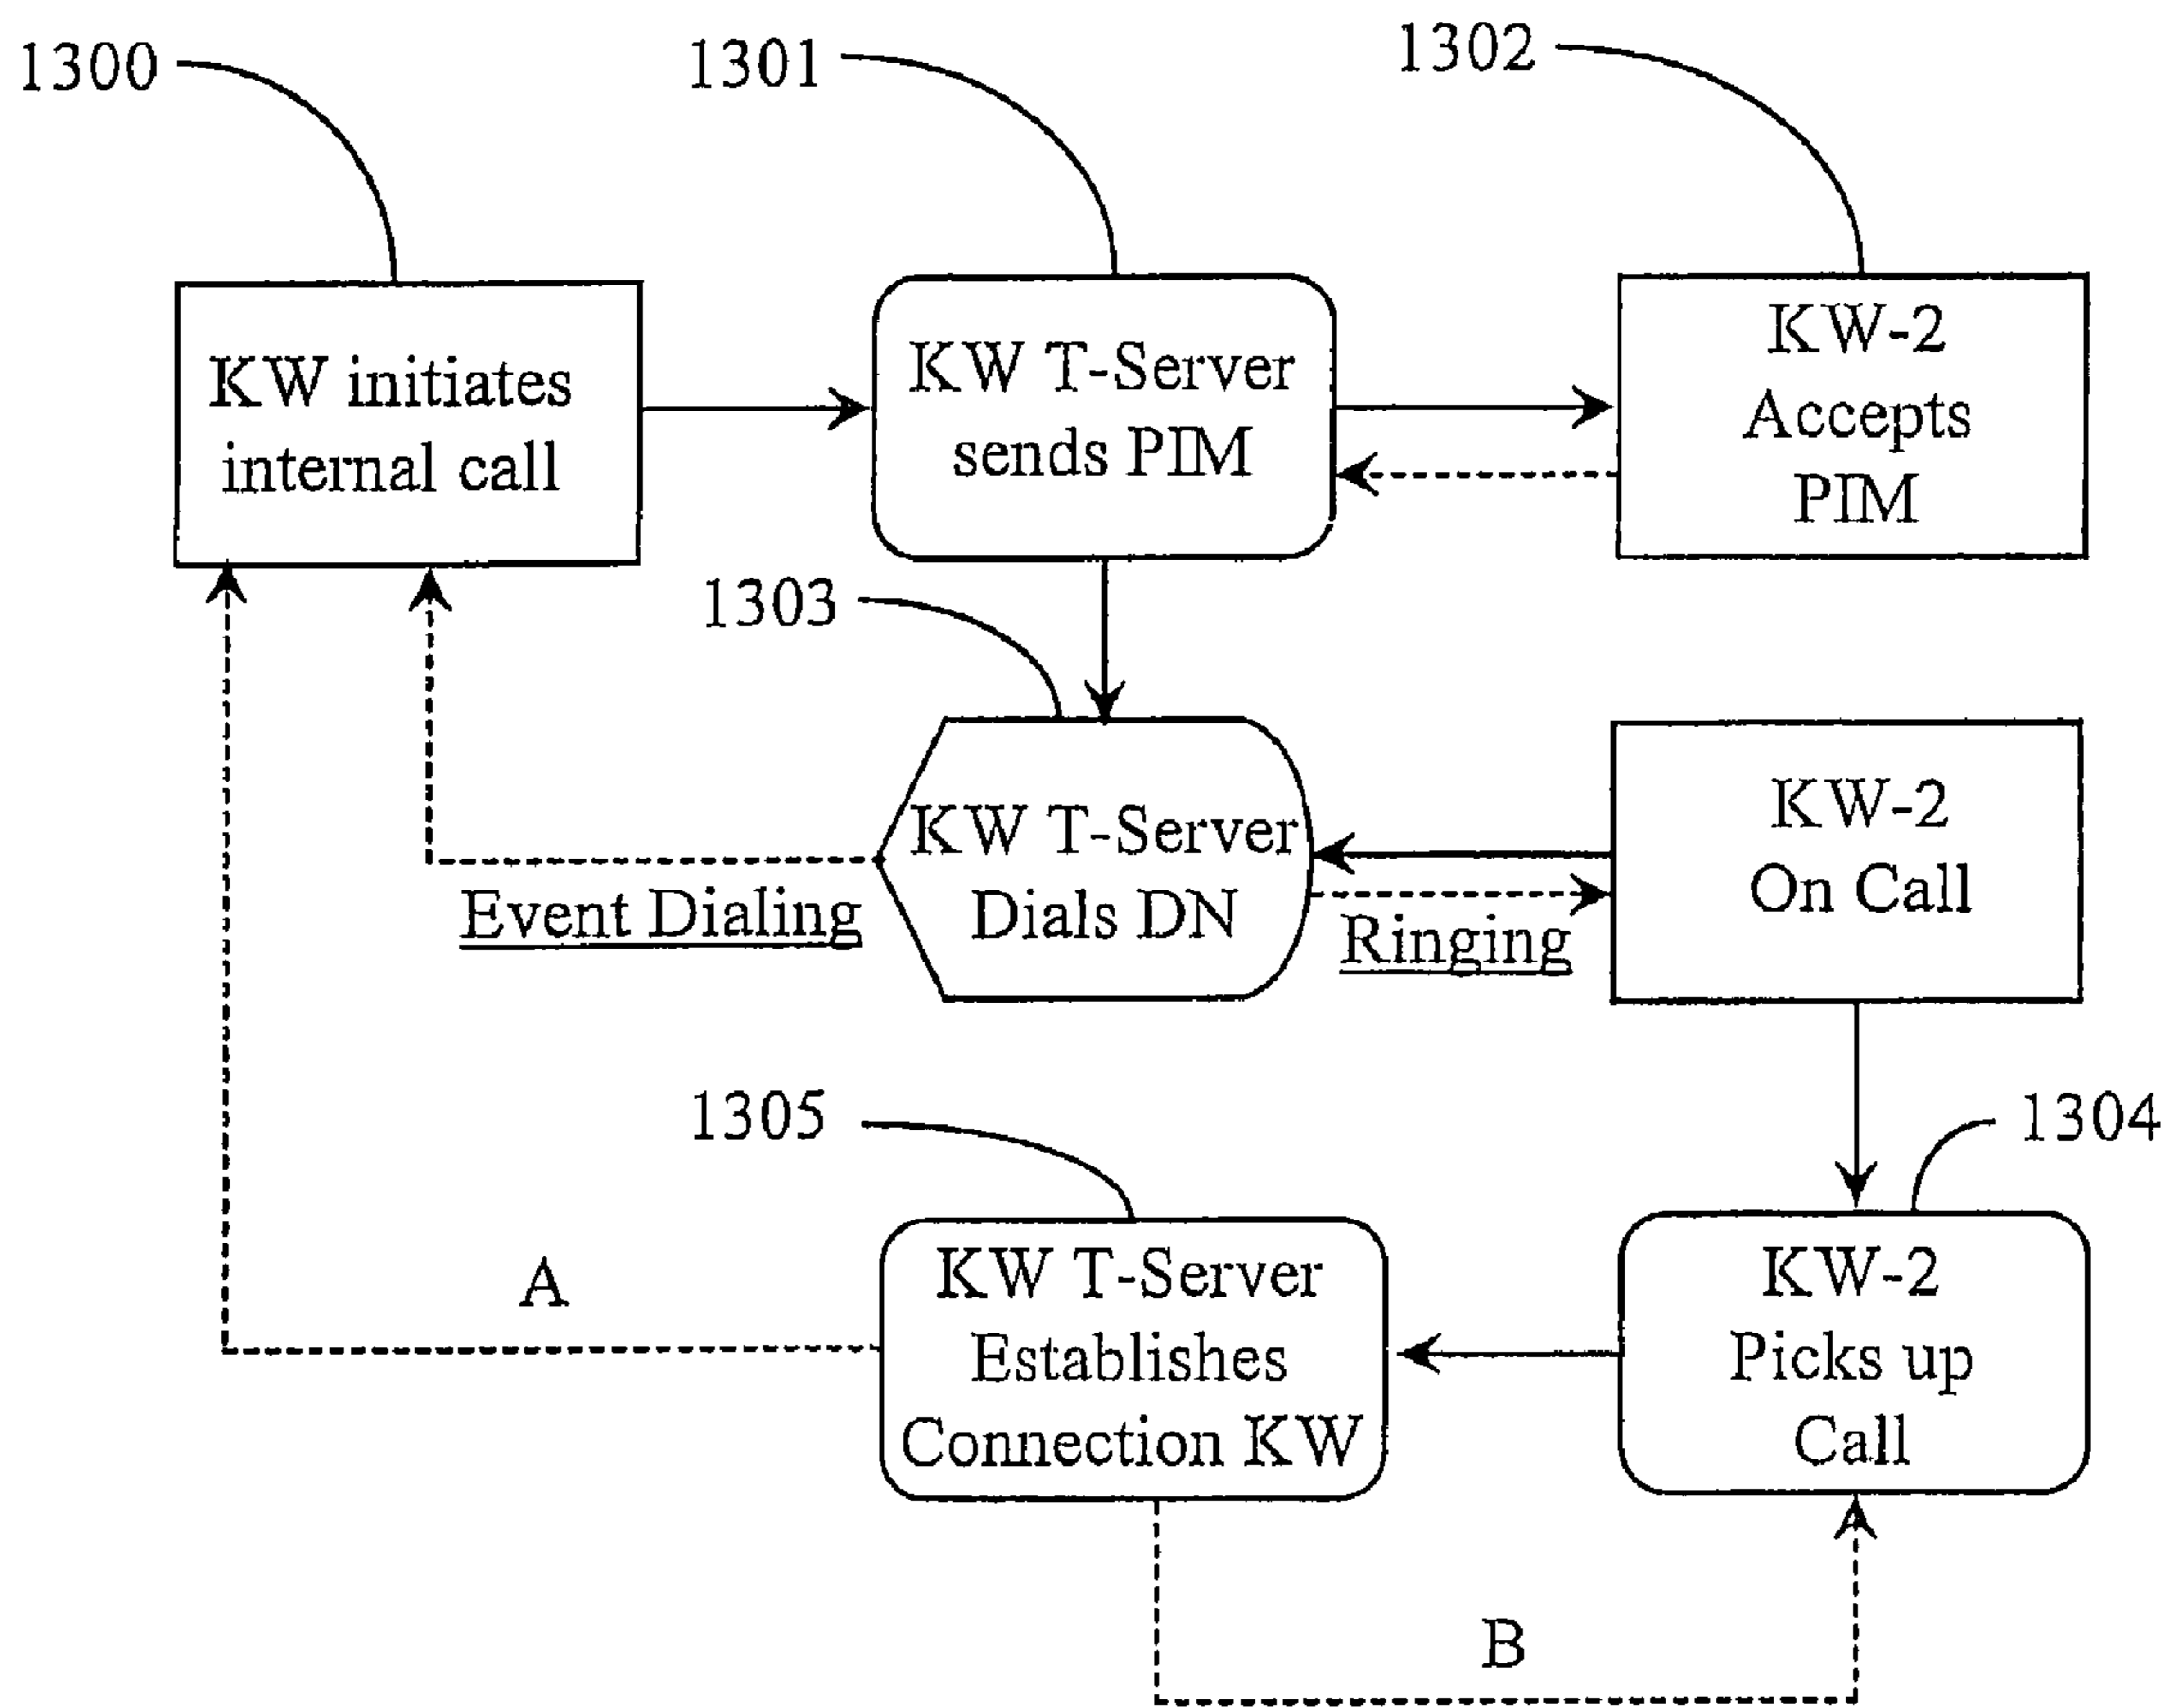 1300
1301
1302
KW initiates
internal call
KW T-Server
sends PIM
KW-2
Accepts
PIM
1303
KW T-Server
Dials DN
KW-2
On Call
Event Dialing
Ringing
1305
1304
A
KW T-Server
Establishes
Connection KW
KW-2
Picks up
Call
B